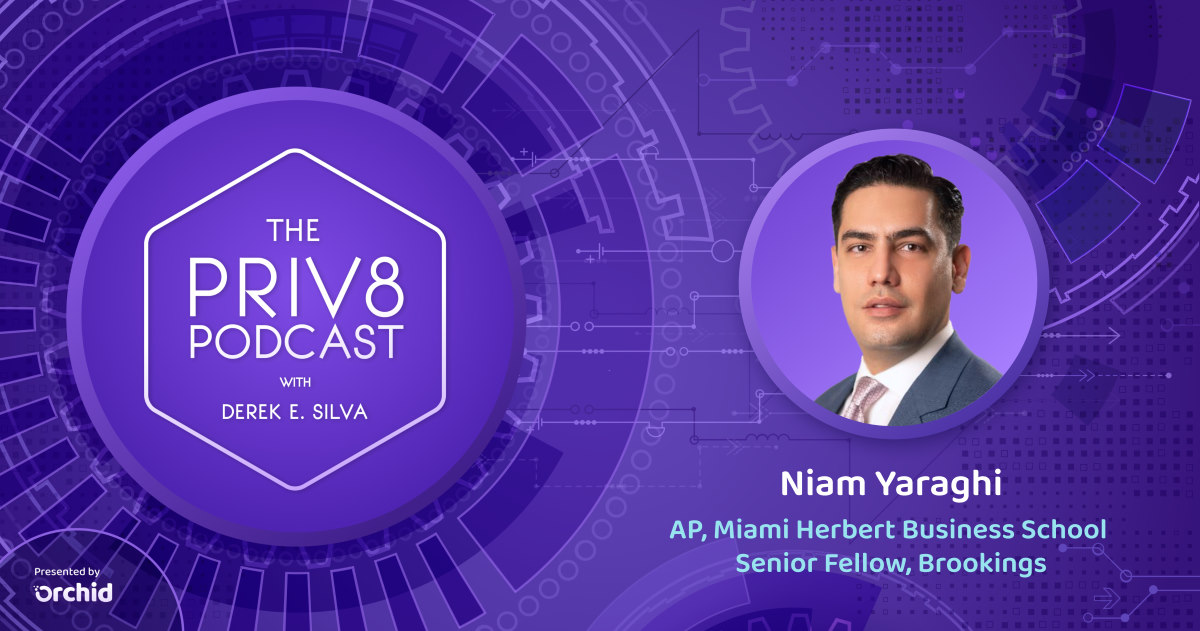 THE
PRIV8
PODCAST
WITH
DEREK E. SILVA
Niam Yaraghi
AP, Miami Herbert Business School
Senior Fellow, Brookings
Presented by
Orchid